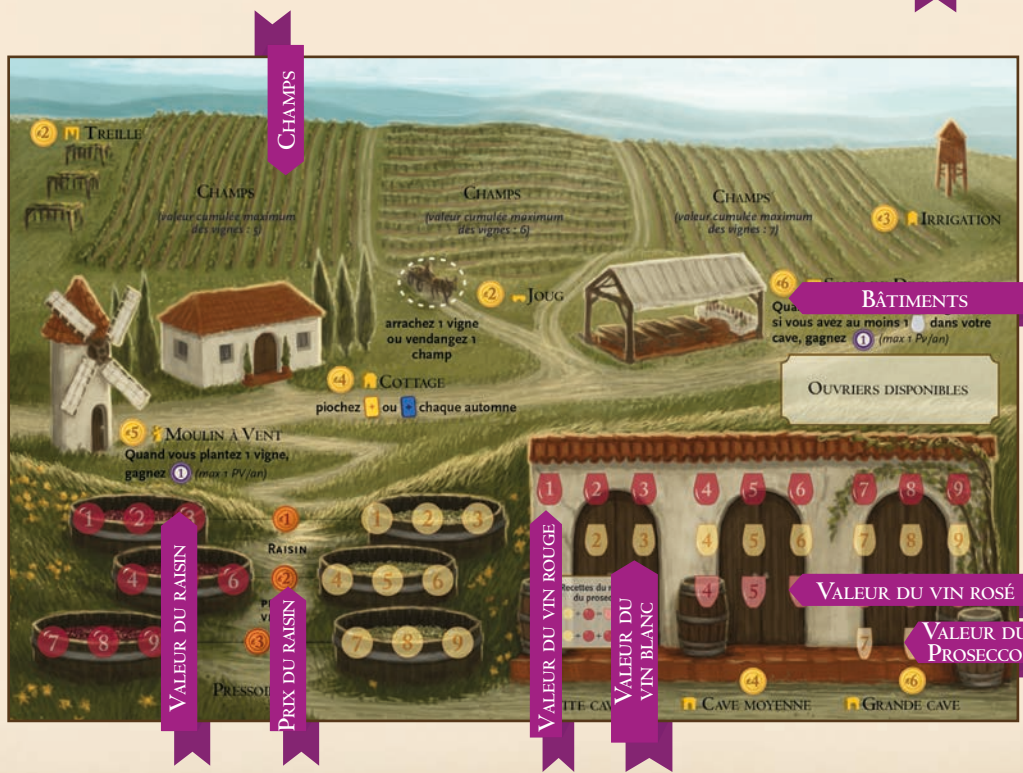 Champs
€2 Treille
Champs
(valeur cumulée maximum
des vignes : 5)
Champs
(valeur cumulée maximum
des vignes : 6)
Champs
(valeur cumulée maximum
des vignes : 7)
€3 Irrigation
€2 Joug
arrachez 1 vigne
ou vendangez 1
champ
€6
Bâtiments
si vous avez au moins 1 dans votre
cave, gagnez 1 (max 1 Pv/an)
Ouvriers disponibles
€4 Cottage
piochez + ou + chaque automne
€5 Moulin à Vent
Quand vous plantez 1 vigne,
gagnez 1 (max 1 PV/an)
1 2 3 €1 1 2 3
Raisin
4 6 €2 4 5 6
7 8 9 €3 7 8 9
Valeur du raisin
Prix du raisin
1 2 3 4 5 6 7 8 9
2 3 4 5 6 7 8 9
4 5
7
Valeur du vin rouge
Valeur du
vin blanc
Valeur du vin rosé
Valeur du
Prosecco
€4 Cave moyenne
€6 Grande cave